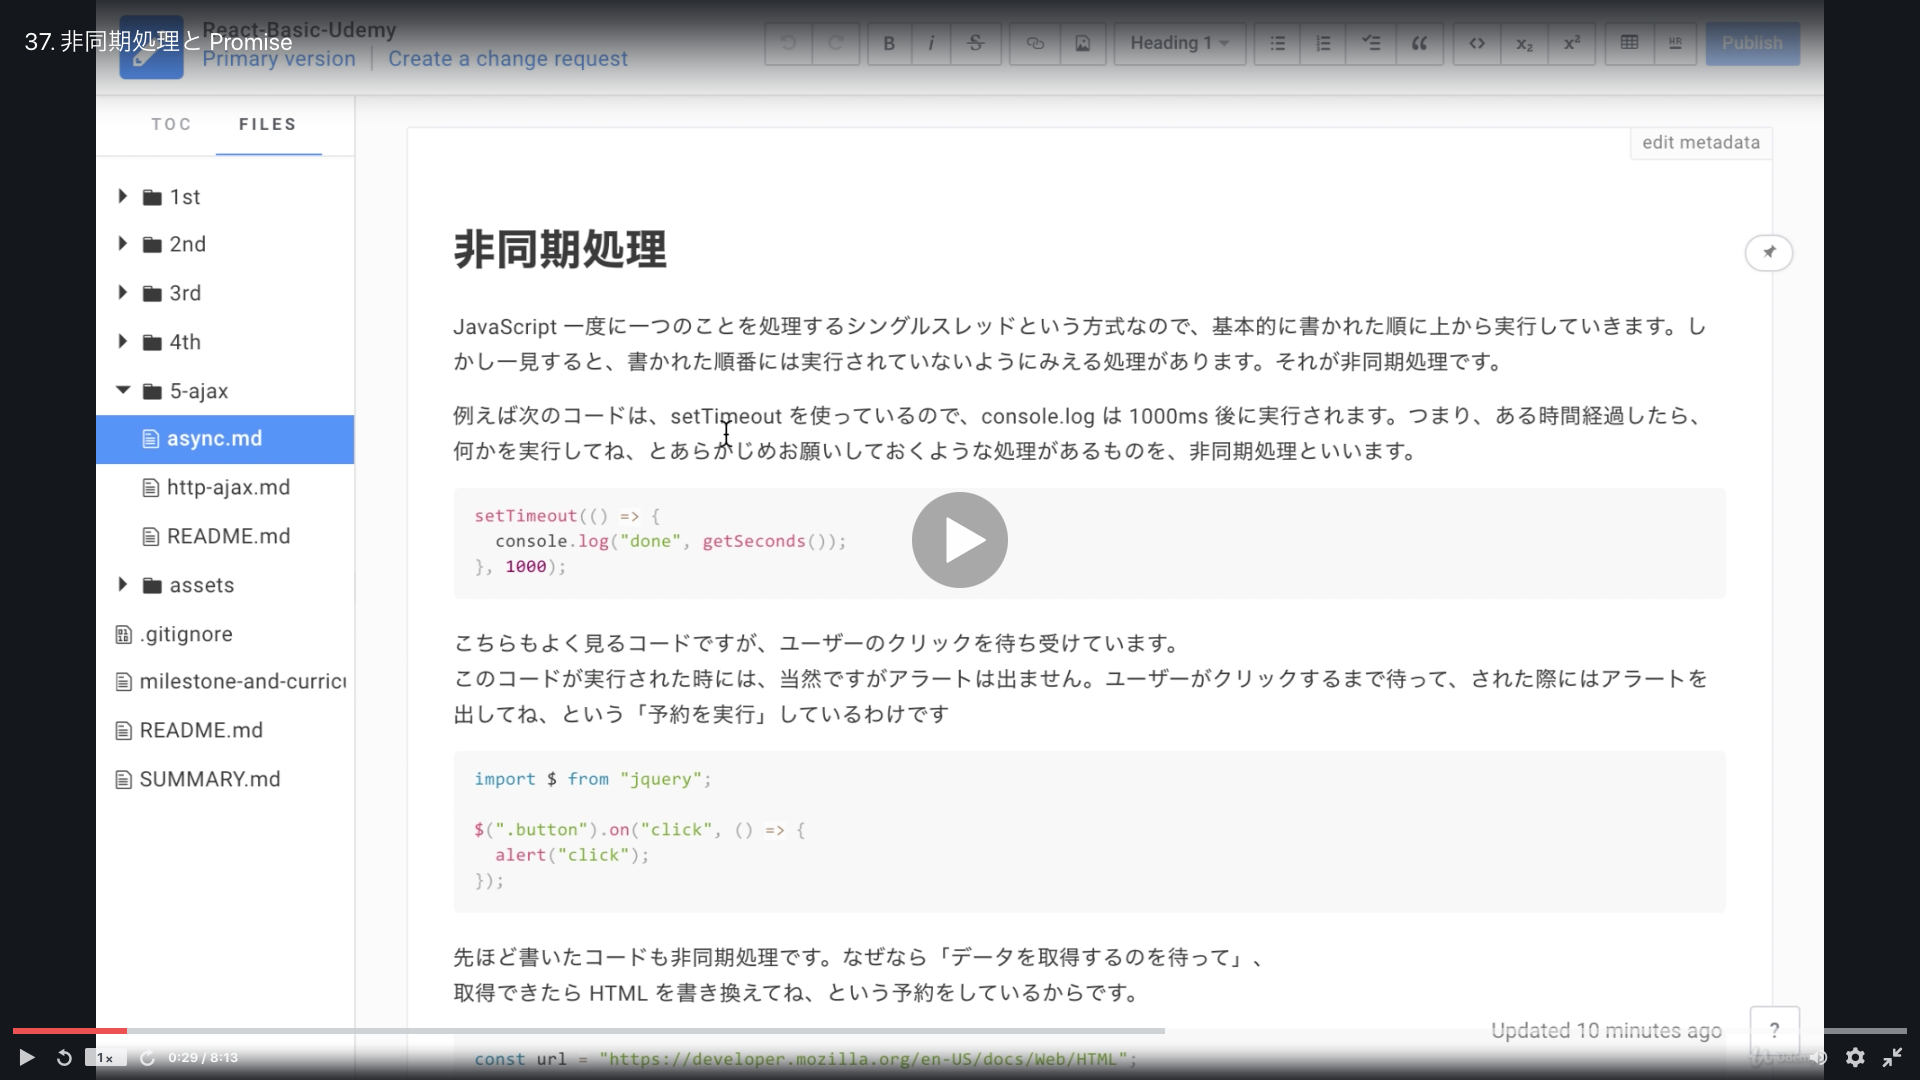 React-Basic-Udemy
37. 非同期処理と Promise
Primary version
Create a change request
B i S
Heading 1
x₂ x²
HR
Publish
TOC
FILES
edit metadata
1st
2nd
3rd
4th
5-ajax
async.md
http-ajax.md
README.md
assets
.gitignore
milestone-and-curric
README.md
SUMMARY.md
非同期処理
JavaScript 一度に一つのことを処理するシングルスレッドという方式なので、基本的に書かれた順に上から実行していきます。し
かし一見すると、書かれた順番には実行されていないようにみえる処理があります。それが非同期処理です。
例えば次のコードは、setTimeout を使っているので、console.log は 1000ms 後に実行されます。つまり、ある時間経過したら、
何かを実行してね、とあらかじめお願いしておくような処理があるものを、非同期処理といいます。
setTimeout(() => {
console.log("done", getSeconds());
}, 1000);
こちらもよく見るコードですが、ユーザーのクリックを待ち受けています。
このコードが実行された時には、当然ですがアラートは出ません。ユーザーがクリックするまで待って、された際にはアラートを
出してね、という「予約を実行」しているわけです
import $ from "jquery";
$(".button").on("click", () => {
alert("click");
});
先ほど書いたコードも非同期処理です。なぜなら「データを取得するのを待って」、
取得できたら HTML を書き換えてね、という予約をしているからです。
Updated 10 minutes ago
?
const url = "https://developer.mozilla.org/en-US/docs/Web/HTML";
1x
0:29 / 8:13